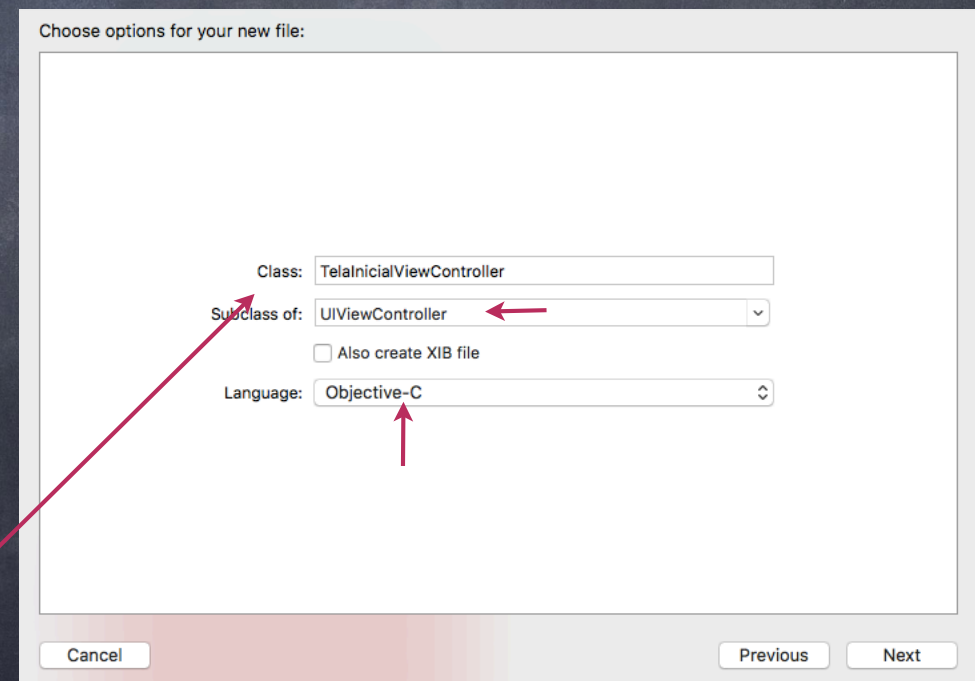 Choose options for your new file:
Class: TelaInicialViewController
Subclass of: UIViewController
Also create XIB file
Language: Objective-C
Cancel Previous Next